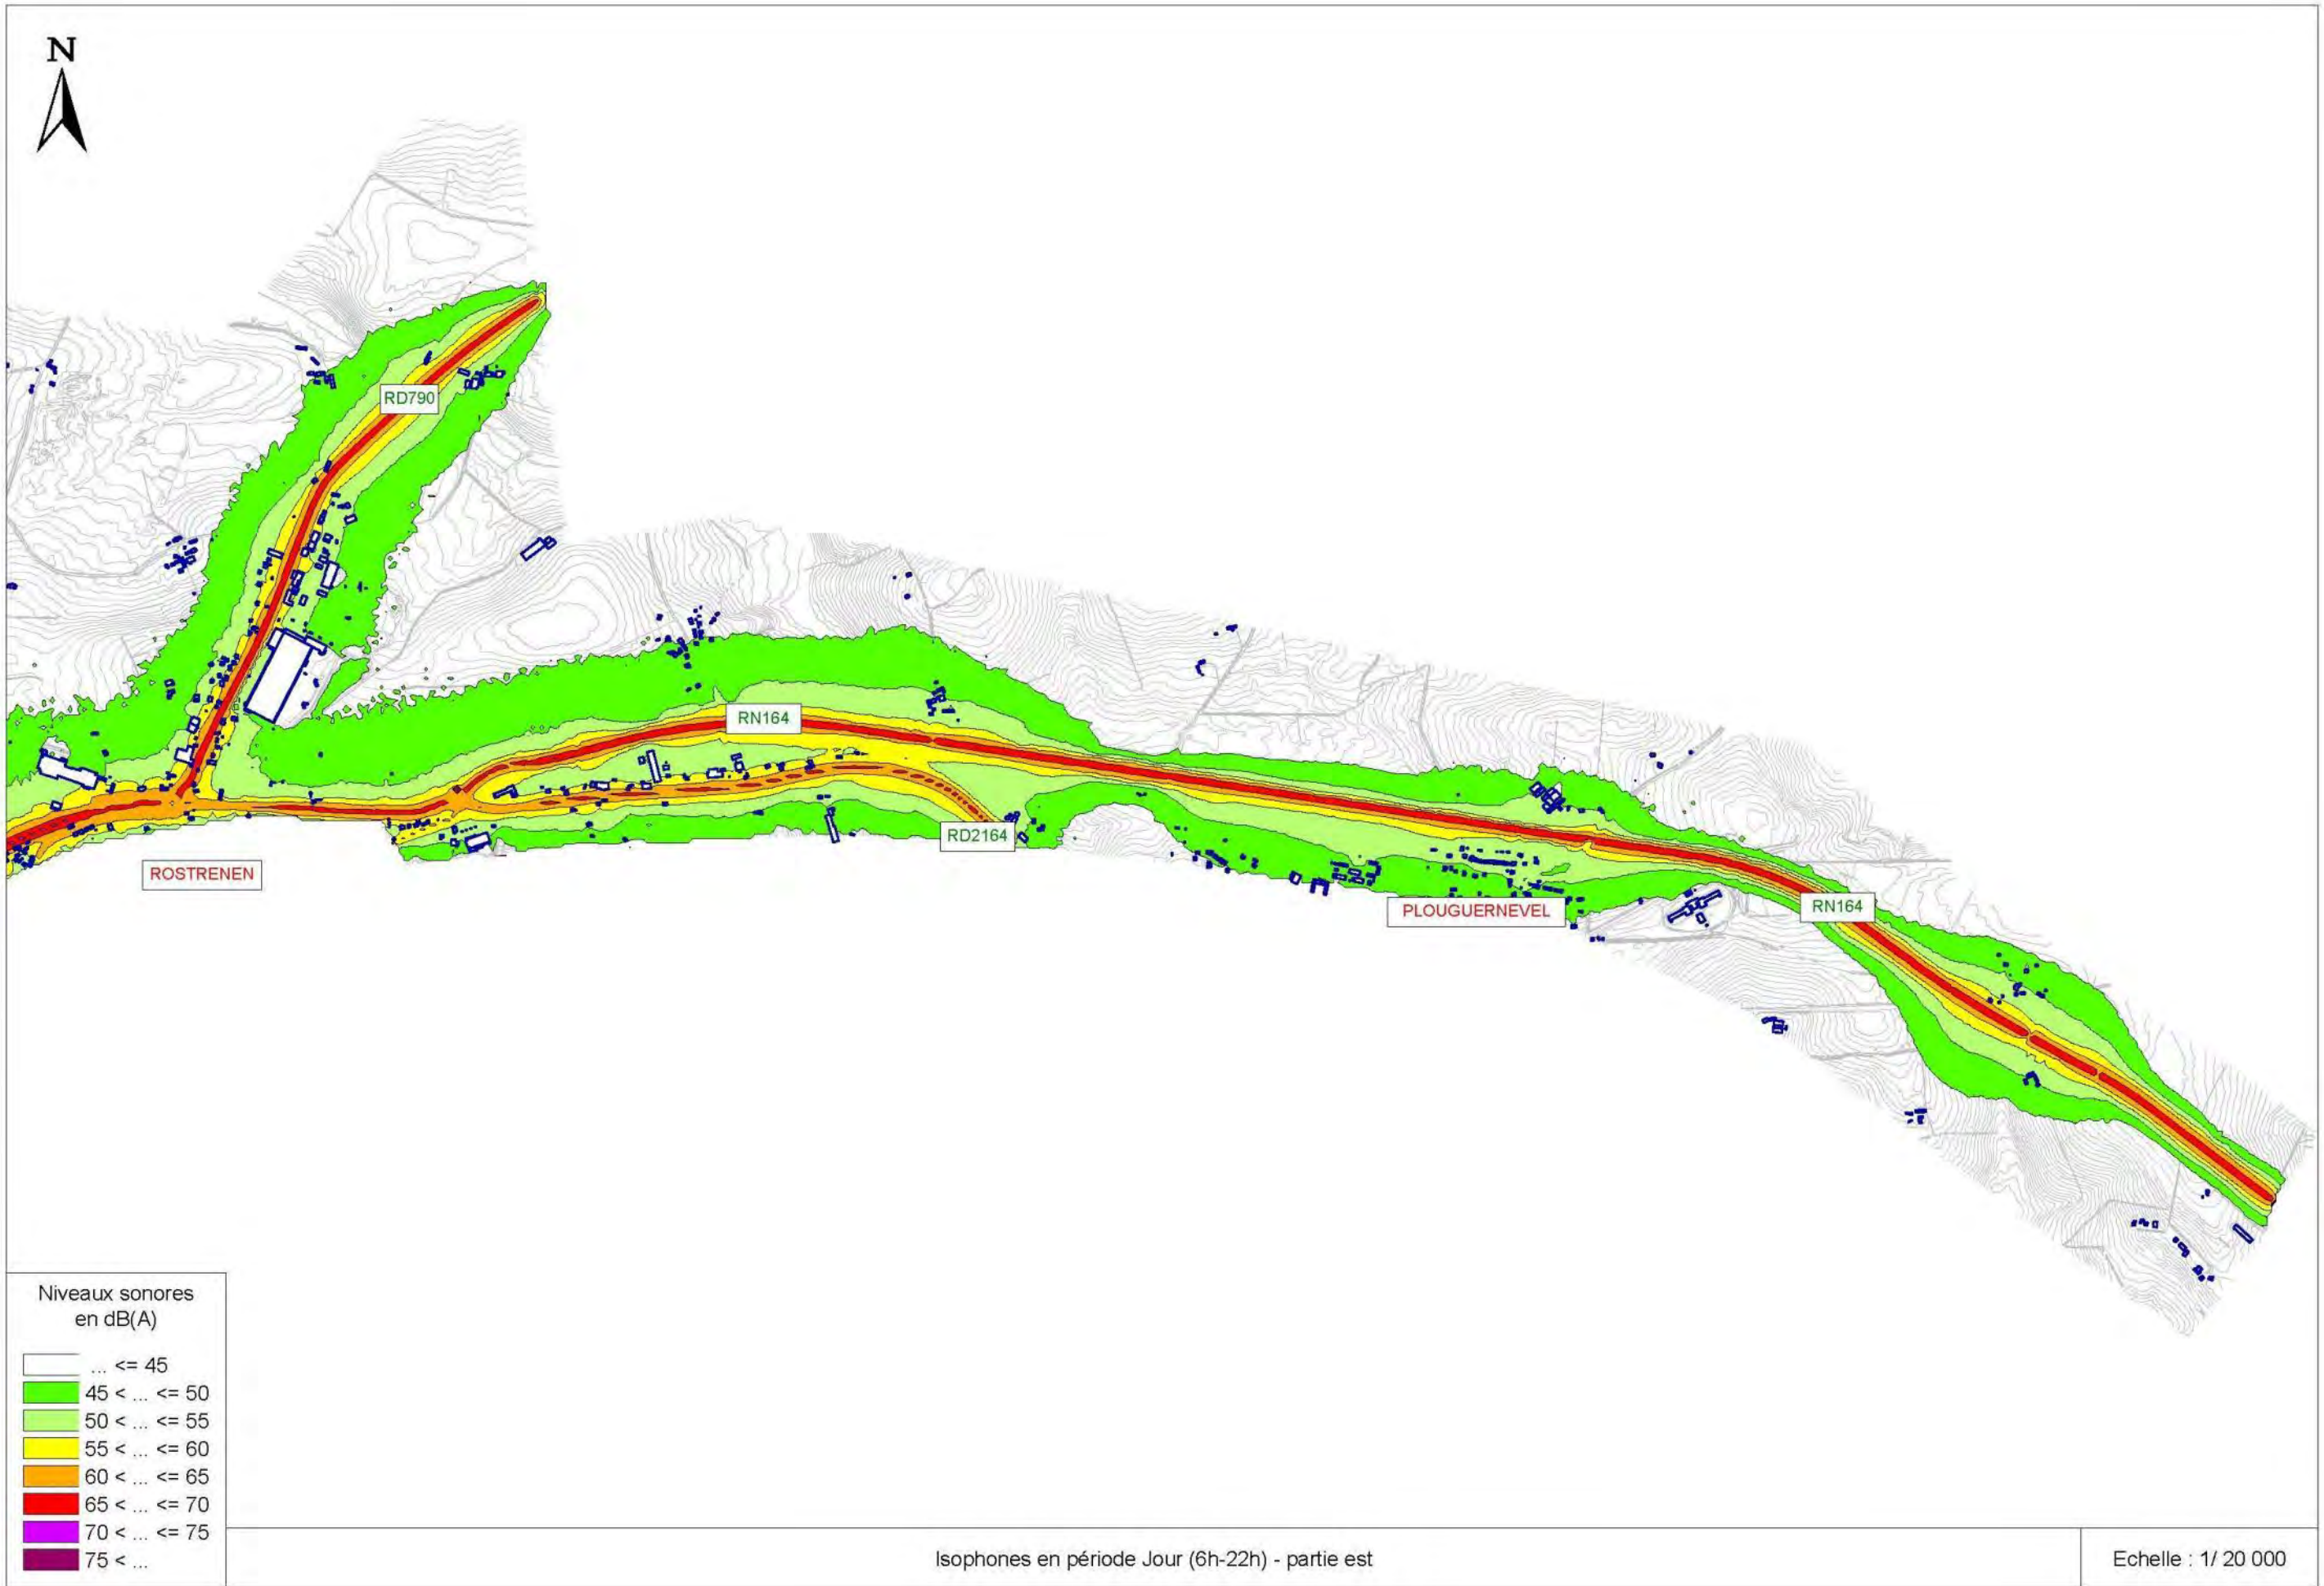 N
RD790
RN164
RD2164
ROSTRENEN
PLOUGUERNEVEL
RN164
Niveaux sonores
en dB(A)
... <= 45
45 < ... <= 50
50 < ... <= 55
55 < ... <= 60
60 < ... <= 65
65 < ... <= 70
70 < ... <= 75
75 < ...
Isophones en période Jour (6h-22h) - partie est
Echelle : 1/ 20 000